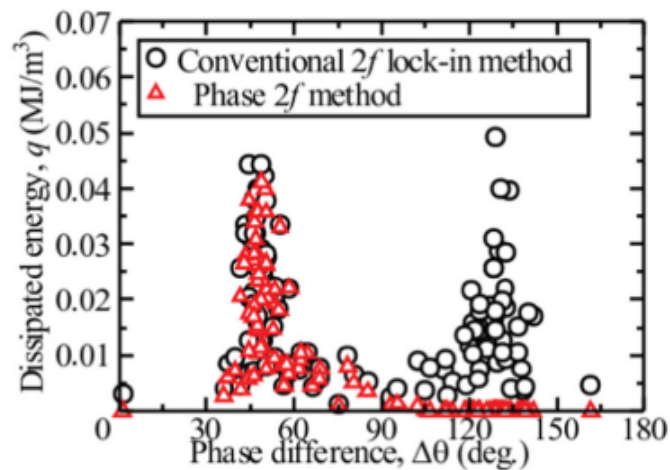 0.07
0.06
0.05
0.04
0.03
0.02
0.01
0 30 60 90 120 150 180
Dissipated energy, q (MJ/m³)
Conventional 2f lock-in method
Phase 2f method
Phase difference, Δθ (deg.)